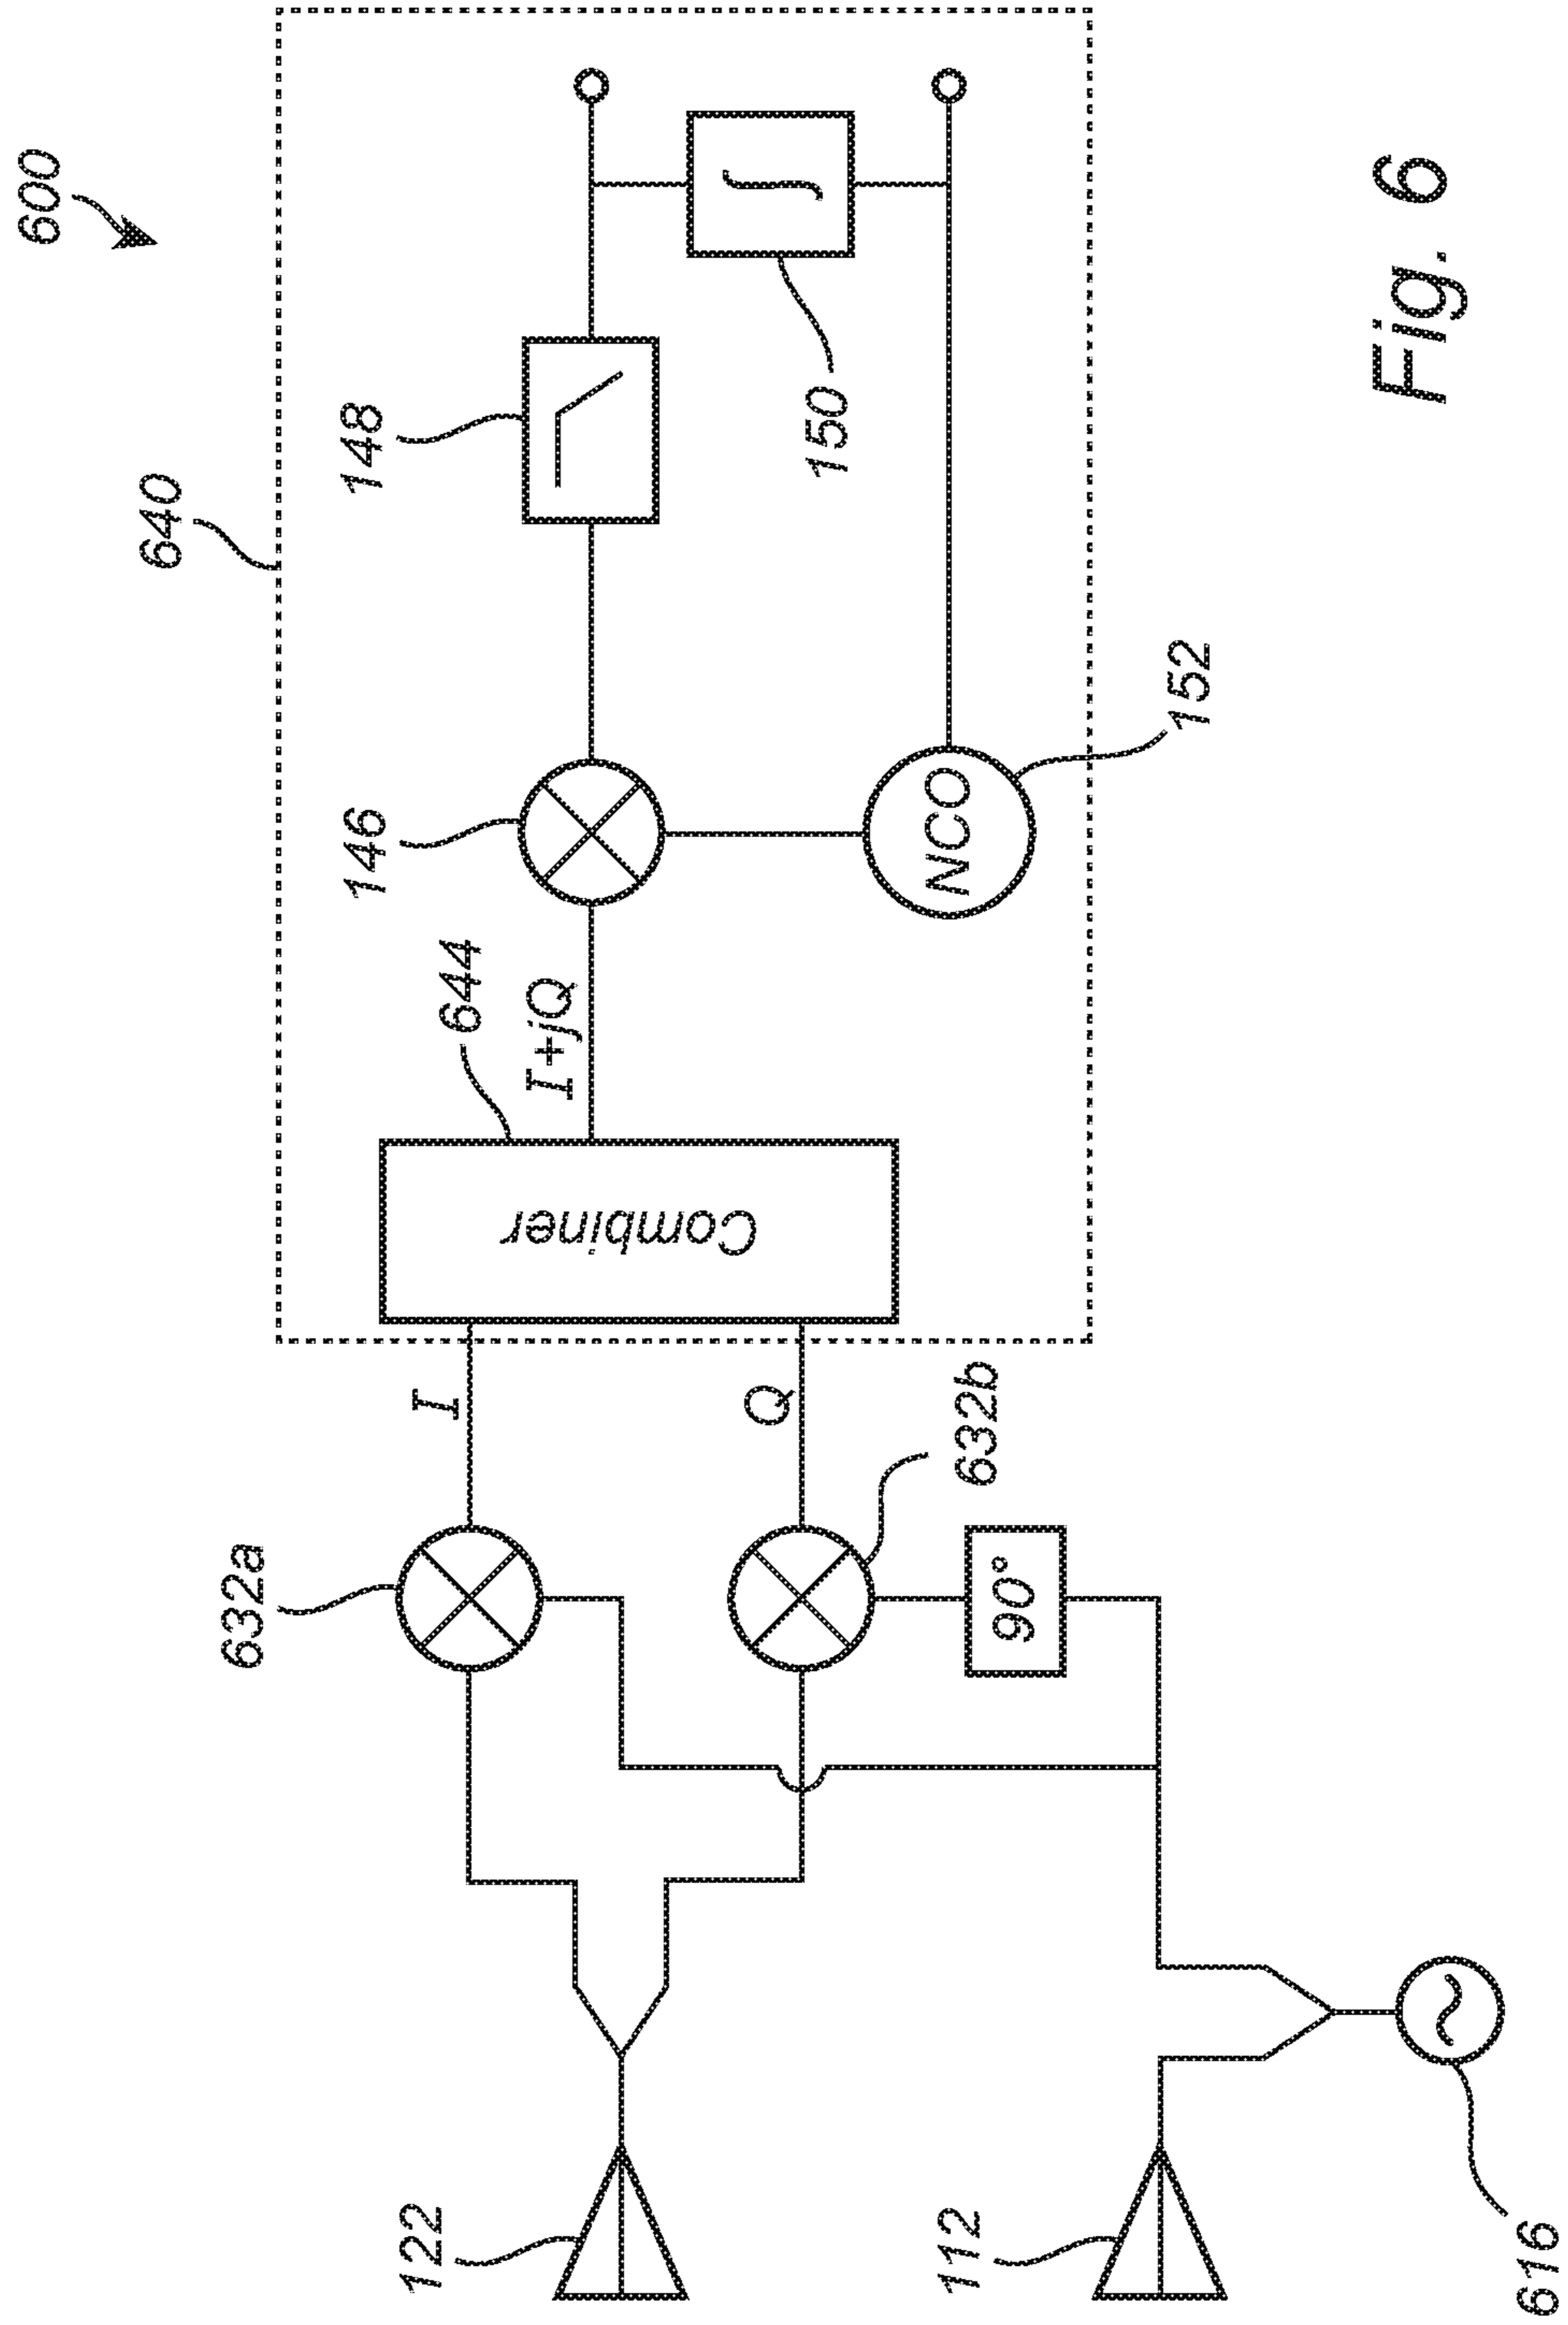 600
640
148
150
146
644
I+jQ
NCO
152
Combiner
I
Q
632a
632b
90°
122
112
616
Fig. 6